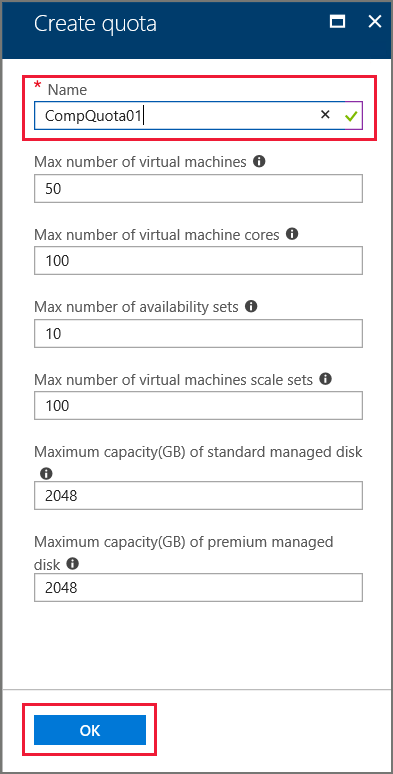 Create quota
* Name
CompQuota01
Max number of virtual machines
50
Max number of virtual machine cores
100
Max number of availability sets
10
Max number of virtual machines scale sets
100
Maximum capacity(GB) of standard managed disk
2048
Maximum capacity(GB) of premium managed
disk
2048
OK